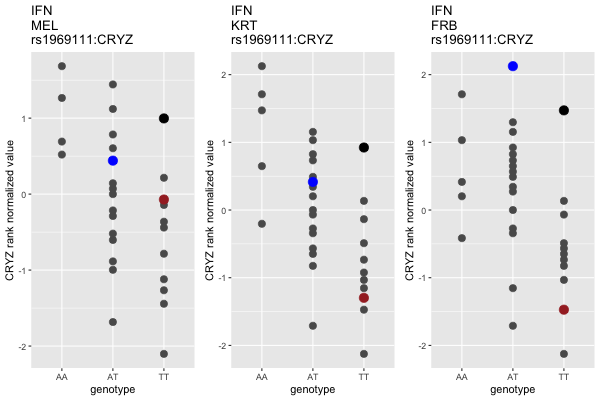 IFN
MEL
rs1969111:CRYZ
CRYZ rank normalized value
1
0
-1
-2
AA AT TT
genotype
IFN
KRT
rs1969111:CRYZ
CRYZ rank normalized value
2
1
0
-1
-2
AA AT TT
genotype
IFN
FRB
rs1969111:CRYZ
CRYZ rank normalized value
2
1
0
-1
-2
AA AT TT
genotype